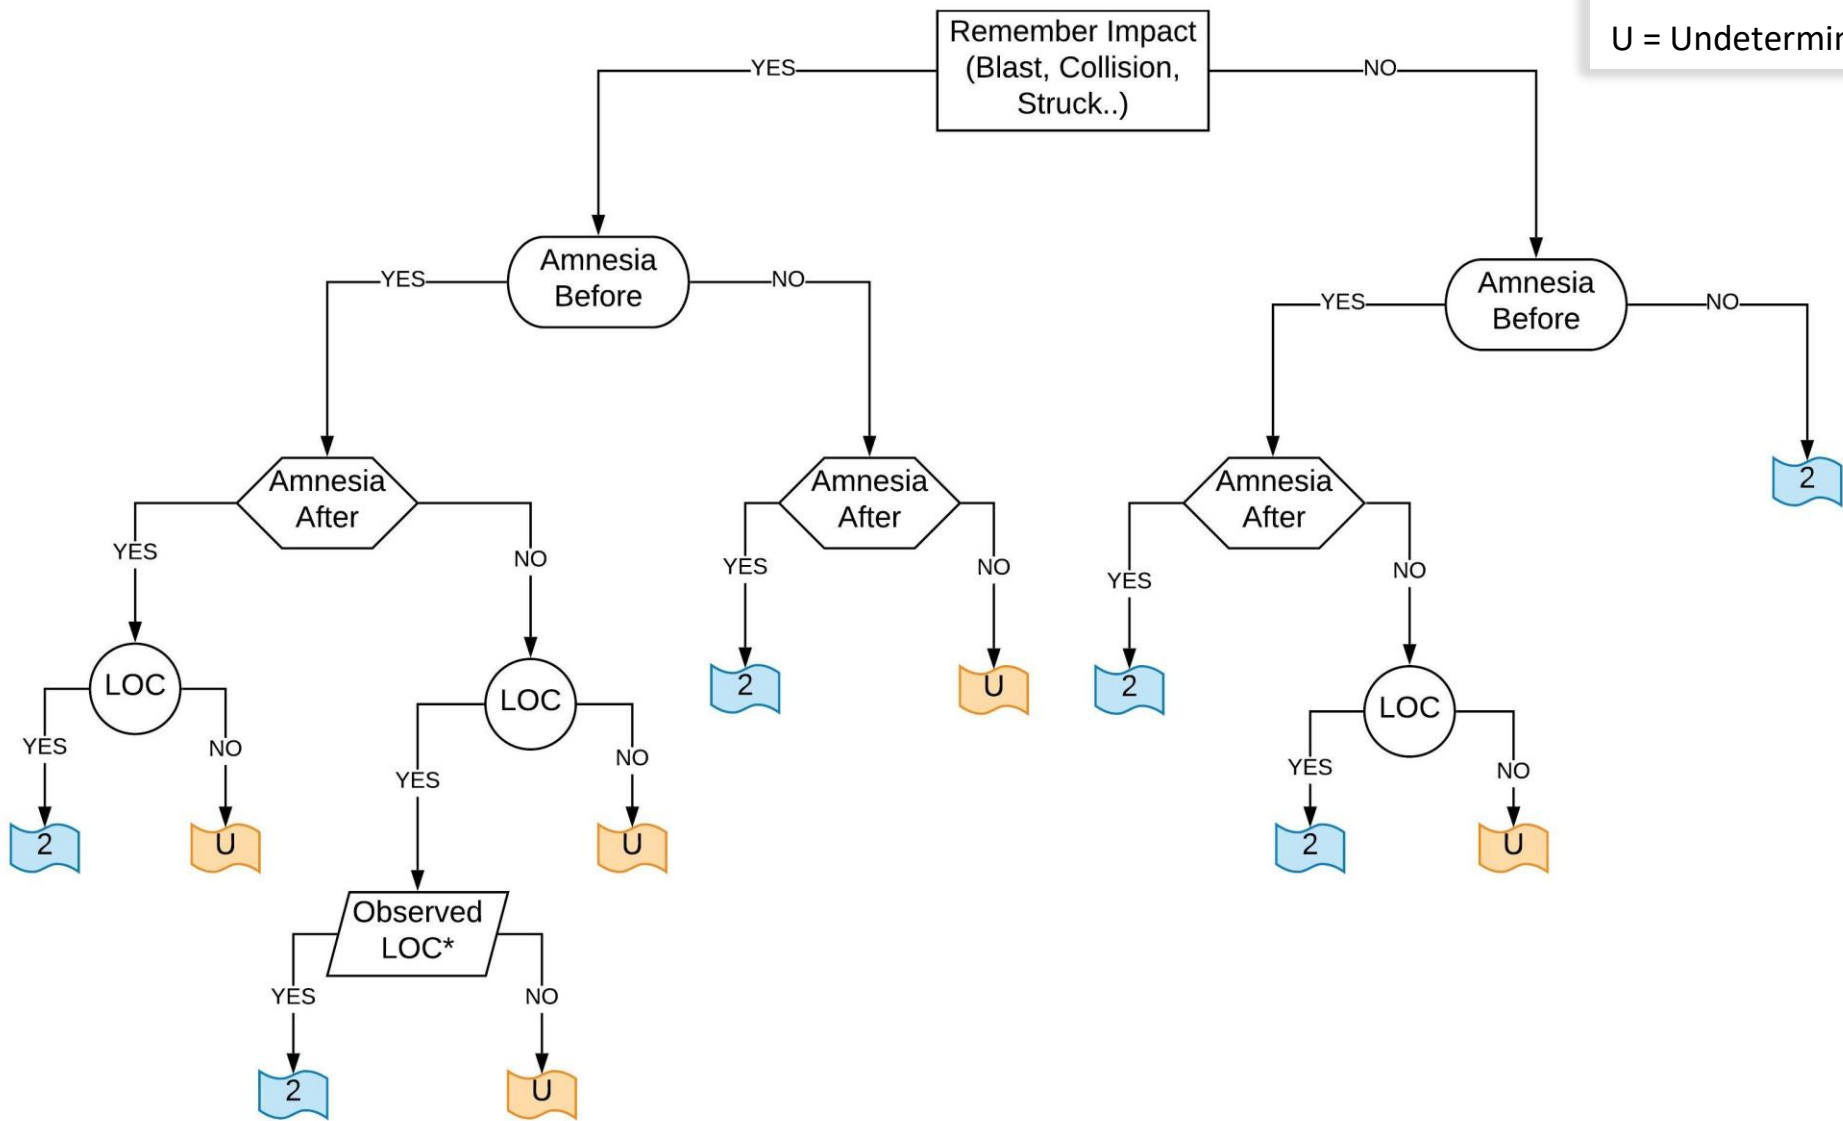 Remember Impact
(Blast, Collision,
Struck..)
U =
YES
NO
Amnesia
Before
Amnesia
Before
YES
NO
YES
NO
Amnesia
After
Amnesia
After
Amnesia
After
2
YES
NO
YES
NO
YES
NO
LOC
LOC
2
U
2
LOC
YES
NO
YES
NO
YES
NO
2
U
U
2
U
Observed
LOC*
YES
NO
2
U